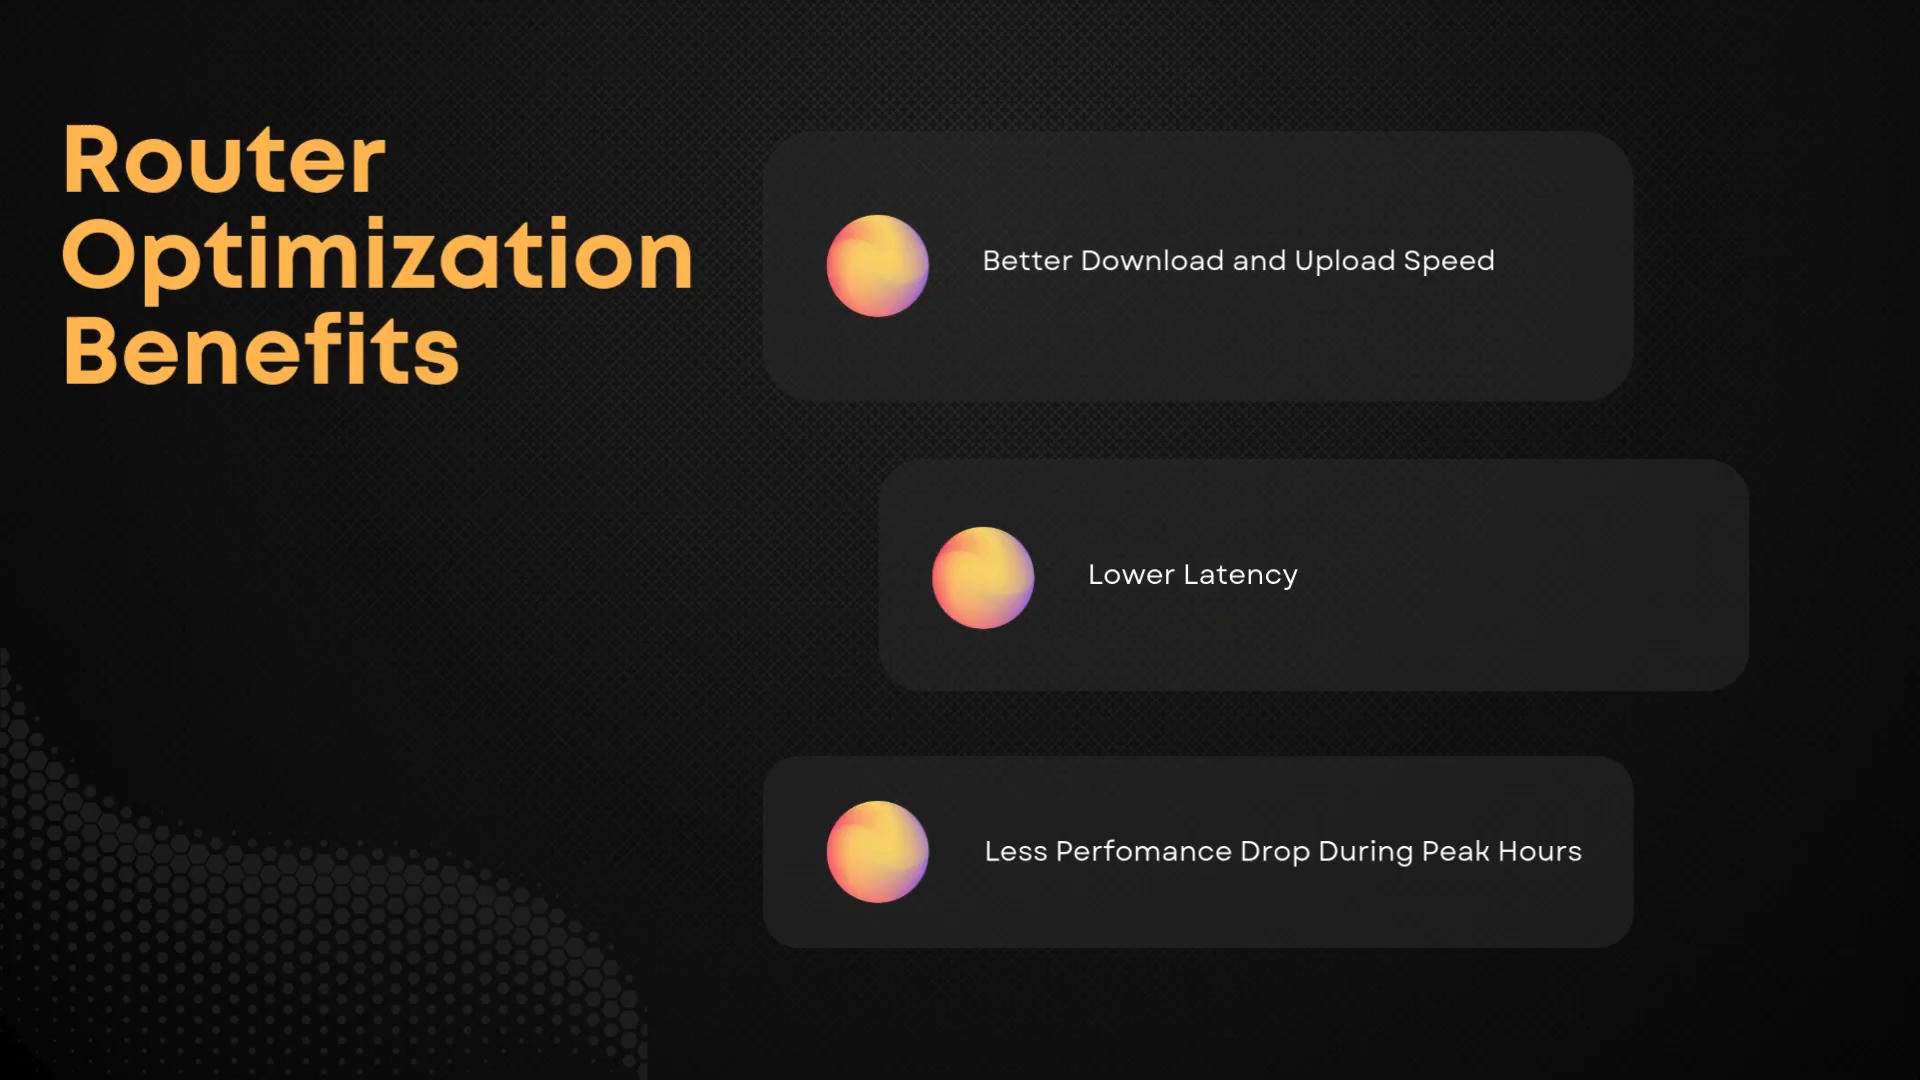 Router
Optimization
Benefits
Better Download and Upload Speed
Lower Latency
Less Perfomance Drop During Peak Hours